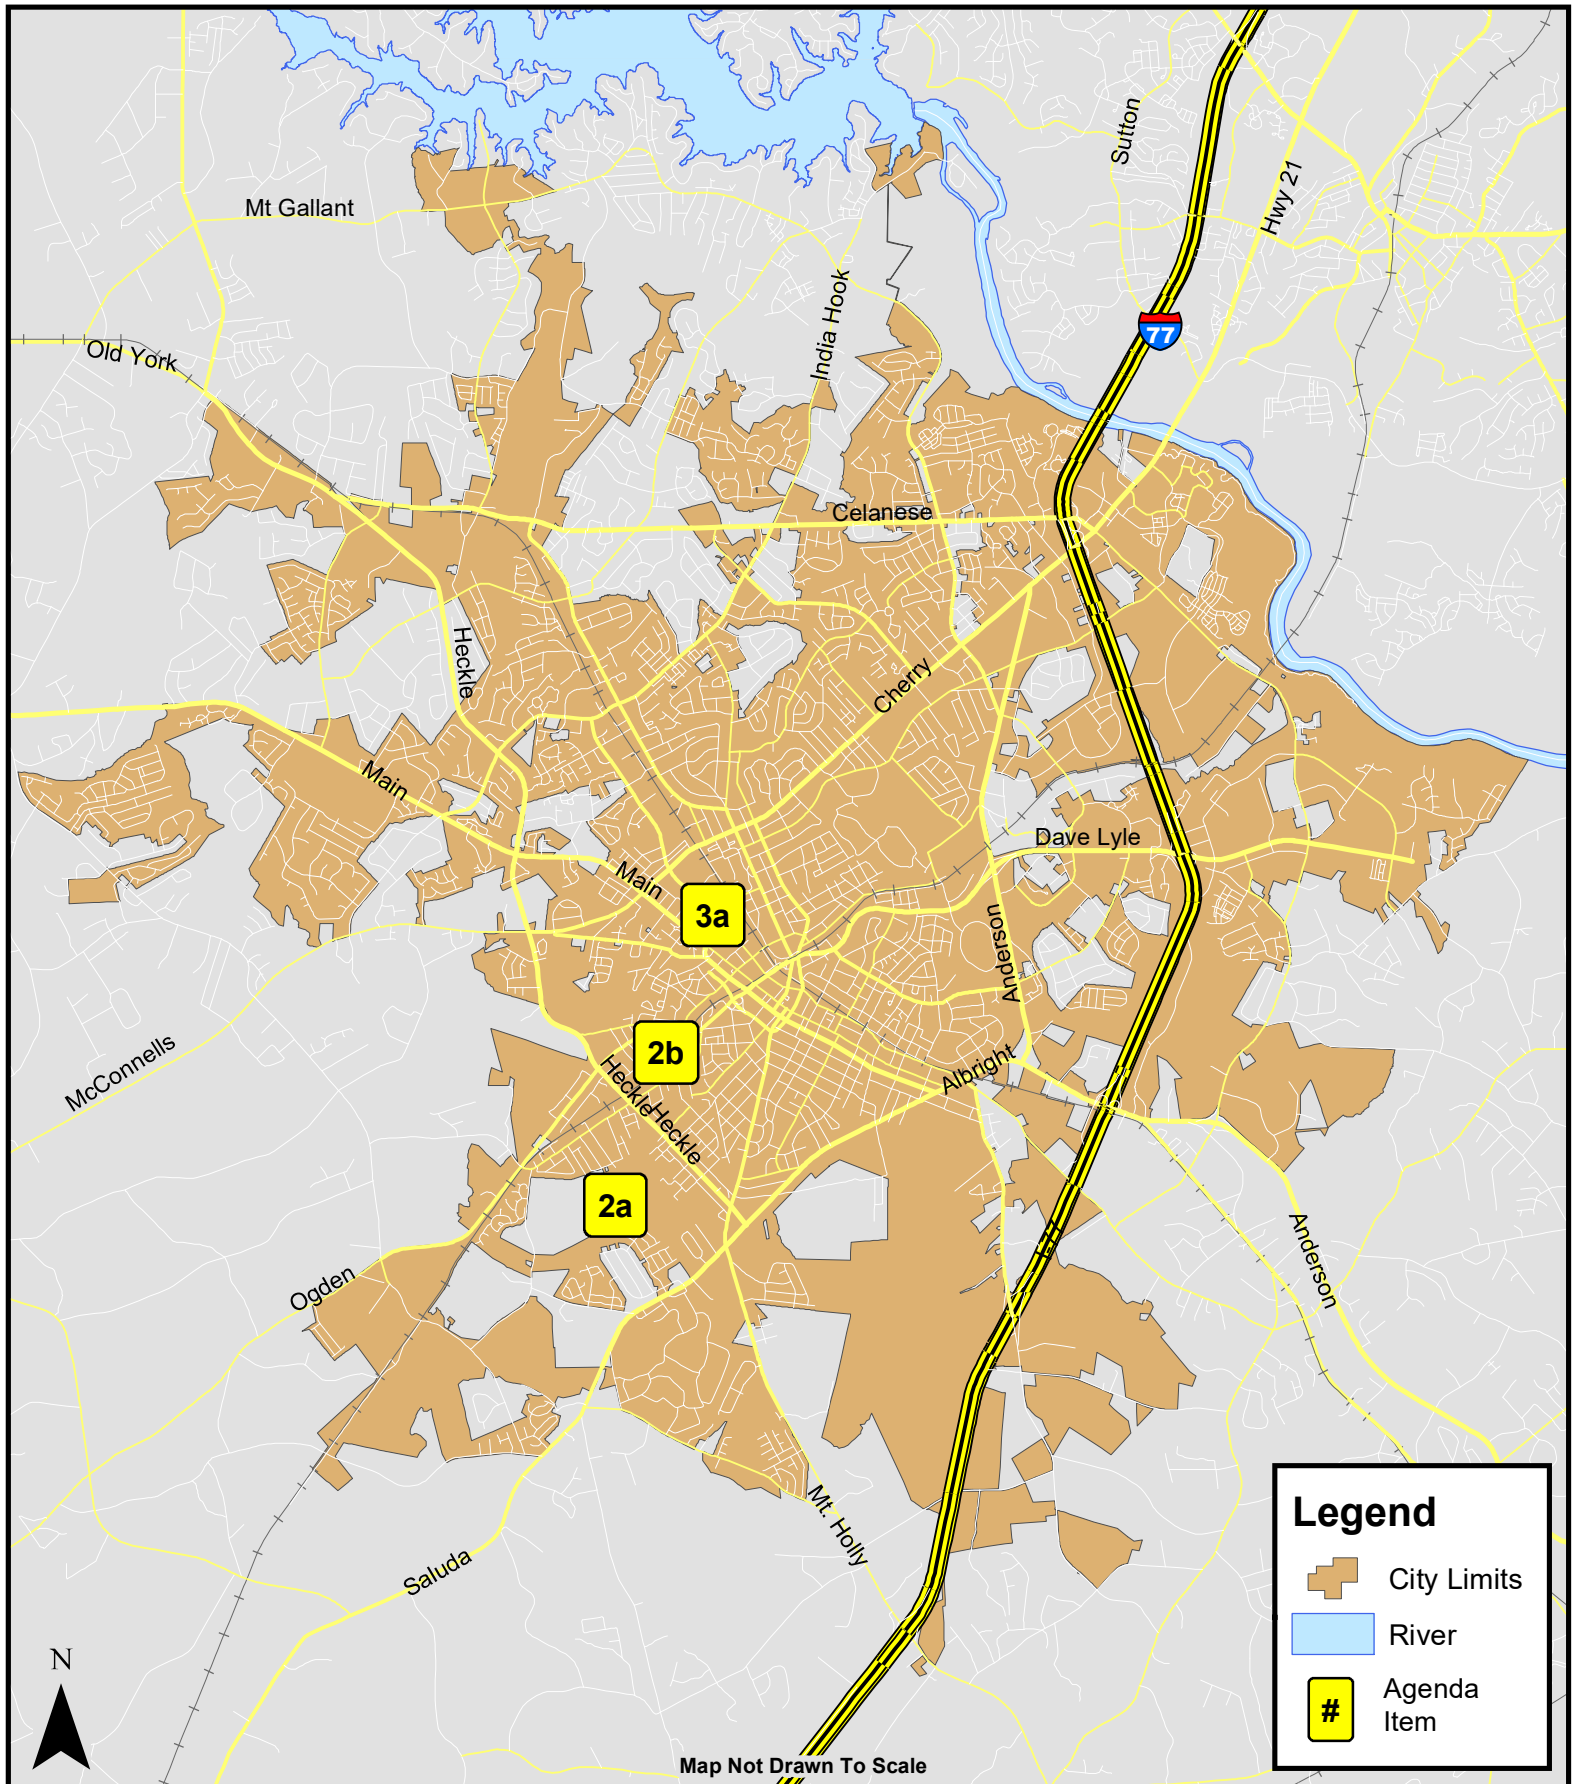 Sutton
Hwy 21
Mt Gallant
India Hook
77
Old York
Celanese
Heckle
Cherry
Main
Dave Lyle
Main
3a
Anderson
2b
McConnells
Albright
Heckle
Heckle
2a
Anderson
Ogden
Mt. Holly
Saluda
Legend
City Limits
River
#
Agenda
Item
N
Map Not Drawn To Scale